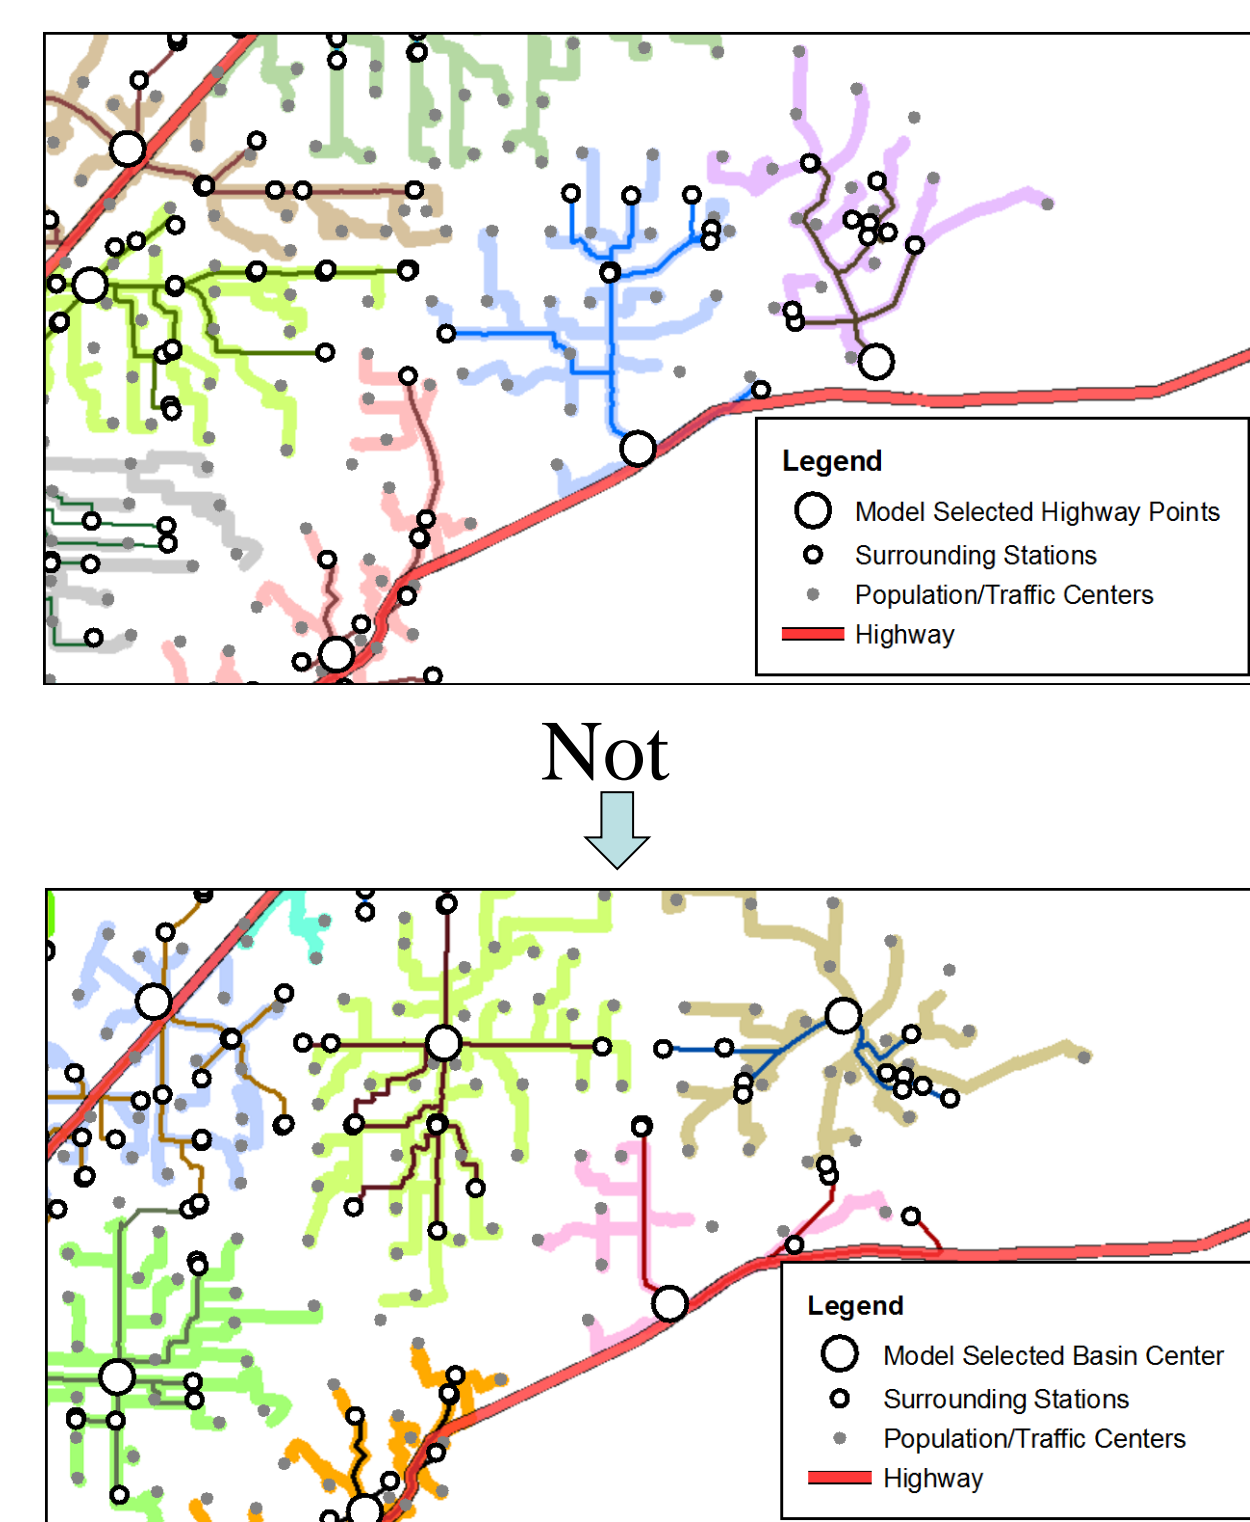 Legend
Model Selected Highway Points
Surrounding Stations
Population/Traffic Centers
Highway
Not
Legend
Model Selected Basin Center
Surrounding Stations
Population/Traffic Centers
Highway